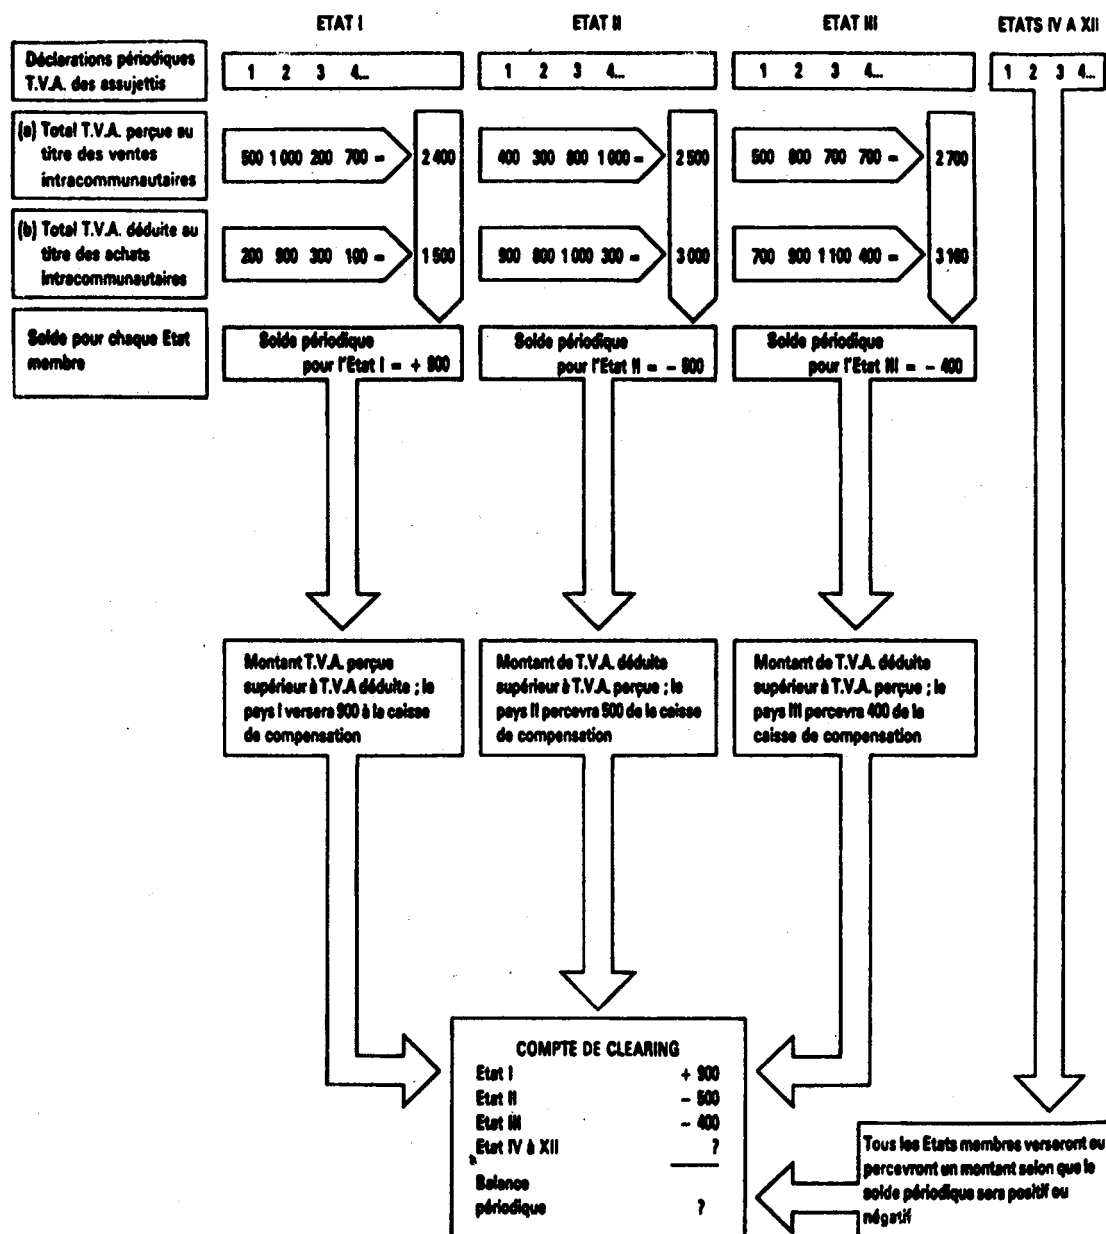 ETAT I
ETAT II
ETAT III
ETATS IV A XII
Déclarations périodiques
T.V.A. des assujettis
1 2 3 4...
1 2 3 4...
1 2 3 4...
1 2 3 4...
(a) Total T.V.A. perçue au
titre des ventes
intracommunautaires
500 1 000 200 700 =
2 400
400 300 800 1 000 =
2 500
500 800 700 700 =
2 700
(b) Total T.V.A. déduite au
titre des achats
intracommunautaires
200 900 300 100 =
1 500
900 800 1 000 300 =
3 000
700 900 1 100 400 =
3 100
Solde pour chaque Etat
membre
Solde périodique
pour l'Etat I = + 900
Solde périodique
pour l'Etat II = - 500
Solde périodique
pour l'Etat III = - 400
Montant T.V.A. perçue
supérieur à T.V.A déduite ; le
pays I versera 900 à la caisse
de compensation
Montant de T.V.A. déduite
supérieur à T.V.A. perçue ; le
pays II percevra 500 de la caisse
de compensation
Montant de T.V.A. déduite
supérieur à T.V.A. perçue ; le
pays III percevra 400 de la
caisse de compensation
COMPTE DE CLEARING
Etat I + 900
Etat II - 500
Etat III - 400
Etat IV à XII ?
Balance
périodique ?
Tous les Etats membres verseront ou
percevront un montant selon que le
solde périodique sera positif ou
négatif